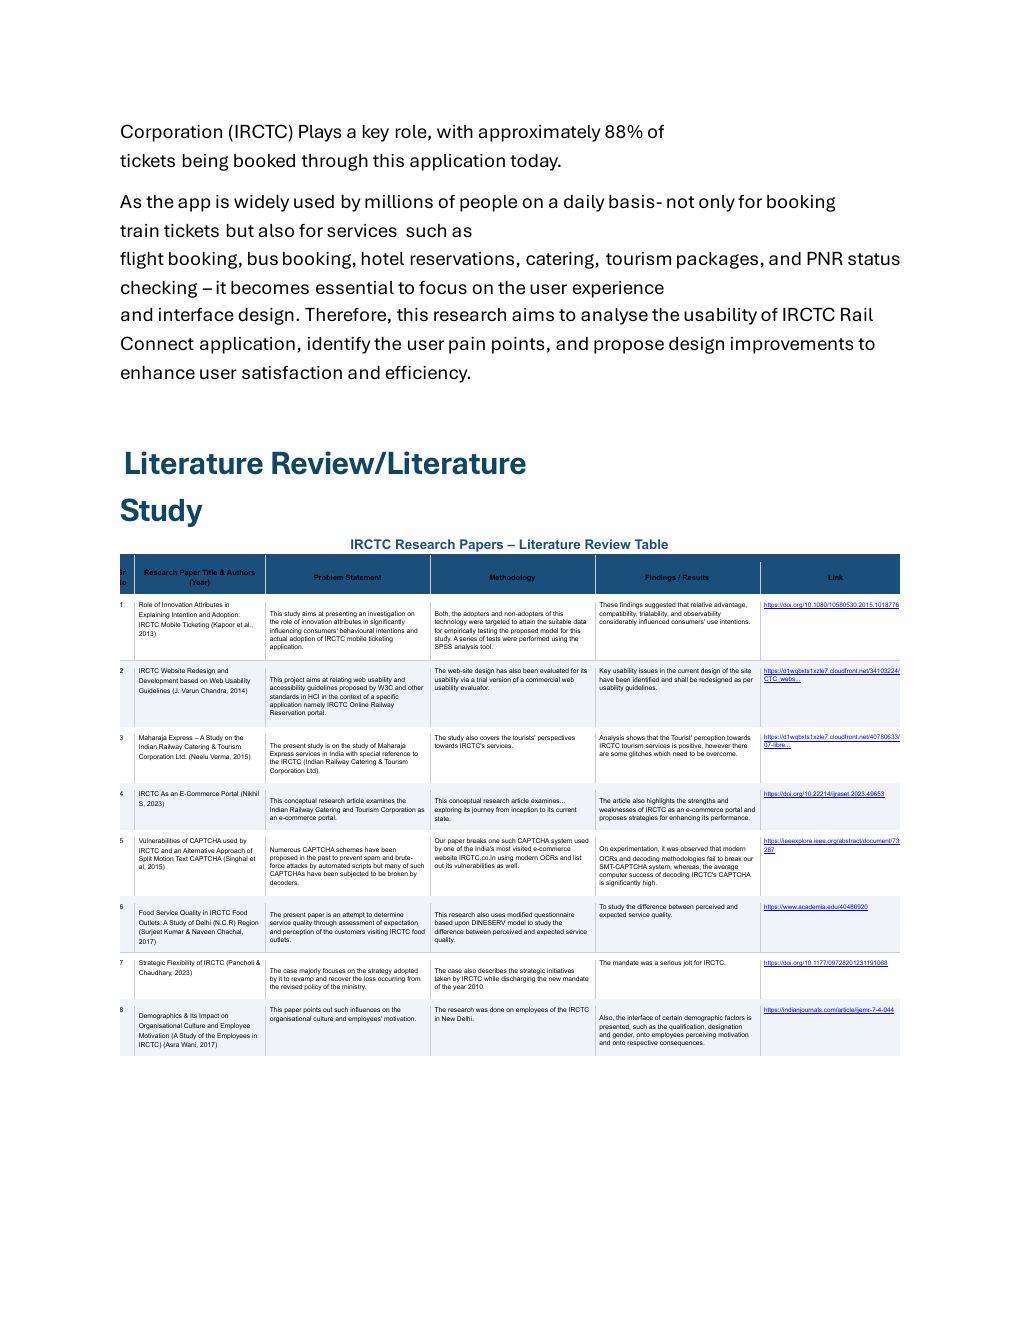 Corporation (IRCTC) Plays a key role, with approximately 88% of
tickets being booked through this application today.
As the app is widely used by millions of people on a daily basis- not only for booking
train tickets but also for services such as
flight booking, bus booking, hotel reservations, catering, tourism packages, and PNR status
checking – it becomes essential to focus on the user experience
and interface design. Therefore, this research aims to analyse the usability of IRCTC Rail
Connect application, identify the user pain points, and propose design improvements to
enhance user satisfaction and efficiency.
Literature Review/Literature
Study
IRCTC Research Papers – Literature Review Table
Research Paper Title & Authors
(Year)
Problem Statement
Methodology
Findings / Results
Link
1
Role of Innovation Attributes in
Explaining Intention and Adoption:
IRCTC Mobile Ticketing (Kapoor et al.,
2013)
This study aims at presenting an investigation on
the role of innovation attributes in significantly
influencing consumers' behavioural intentions and
actual adoption of IRCTC mobile ticketing
application.
Both, the adopters and non-adopters of this
technology were targeted to attain the suitable data
for empirically testing the proposed model for this
study. A series of tests were performed using the
SPSS analysis tool.
These findings suggested that relative advantage,
compatibility, trialability, and observability
considerably influenced consumers' use intentions.
https://doi.org/10.1080/10580530.2015.1018776
2
IRCTC Website Redesign and
Development based on Web Usability
Guidelines (J. Varun Chandra, 2014)
This project aims at relating web usability and
accessibility guidelines proposed by W3C and other
standards in HCI in the context of a specific
application namely IRCTC Online Railway
Reservation portal.
The web-site design has also been evaluated for its
usability via a trial version of a commercial web
usability evaluator.
Key usability issues in the current design of the site
have been identified and shall be redesigned as per
usability guidelines.
https://d1wqbxts1xzle7.cloudfront.net/34103224/
CTC_webs...
3
Maharaja Express – A Study on the
Indian Railway Catering & Tourism
Corporation Ltd. (Neelu Verma, 2015)
The present study is on the study of Maharaja
Express services in India with special reference to
the IRCTC (Indian Railway Catering & Tourism
Corporation Ltd).
The study also covers the tourists' perspectives
towards IRCTC's services.
Analysis shows that the Tourist' perception towards
IRCTC tourism services is positive, however there
are some glitches which need to be overcome.
https://d1wqbxts1xzle7.cloudfront.net/40780633/
07-libre...
4
IRCTC As an E-Commerce Portal (Nikhil
S, 2023)
This conceptual research article examines the
Indian Railway Catering and Tourism Corporation as
an e-commerce portal.
This conceptual research article examines...
exploring its journey from inception to its current
state.
The article also highlights the strengths and
weaknesses of IRCTC as an e-commerce portal and
proposes strategies for enhancing its performance.
https://doi.org/10.22214/ijraset.2023.49653
5
Vulnerabilities of CAPTCHA used by
IRCTC and an Alternative Approach of
Split Motion Text CAPTCHA (Singhal et
al, 2015)
Numerous CAPTCHA schemes have been
proposed in the past to prevent spam and brute-
force attacks by automated scripts but many of such
CAPTCHAs have been subjected to be broken by
decoders.
Our paper breaks one such CAPTCHA system used
by one of the India's most visited e-commerce
website IRCTC.co.in using modern OCRs and list
out its vulnerabilities as well.
On experimentation, it was observed that modern
OCRs and decoding methodologies fail to break our
SMT-CAPTCHA system, whereas, the average
computer success of decoding IRCTC's CAPTCHA
is significantly high.
https://ieeexplore.ieee.org/abstract/document/73
287
6
Food Service Quality in IRCTC Food
Outlets: A Study of Delhi (N.C.R) Region
(Surjeet Kumar & Naveen Chachal,
2017)
The present paper is an attempt to determine
service quality through assessment of expectation
and perception of the customers visiting IRCTC food
outlets.
This research also uses modified questionnaire
based upon DINESERV model to study the
difference between perceived and expected service
quality.
To study the difference between perceived and
expected service quality.
https://www.academia.edu/40486920
7
Strategic Flexibility of IRCTC (Pancholi &
Chaudhary, 2023)
The case majorly focuses on the strategy adopted
by it to revamp and recover the loss occurring from
the revised policy of the ministry.
The case also describes the strategic initiatives
taken by IRCTC while discharging the new mandate
of the year 2010.
The mandate was a serious jolt for IRCTC.
https://doi.org/10.1177/09728201231191068
8
Demographics & Its Impact on
Organisational Culture and Employee
Motivation (A Study of the Employees in
IRCTC) (Asra Wani, 2017)
This paper points out such influences on the
organisational culture and employees' motivation.
The research was done on employees of the IRCTC
in New Delhi.
Also, the interface of certain demographic factors is
presented, such as the qualification, designation
and gender, onto employees perceiving motivation
and onto respective consequences.
https://indianjournals.com/article/ijemr-7-4-044